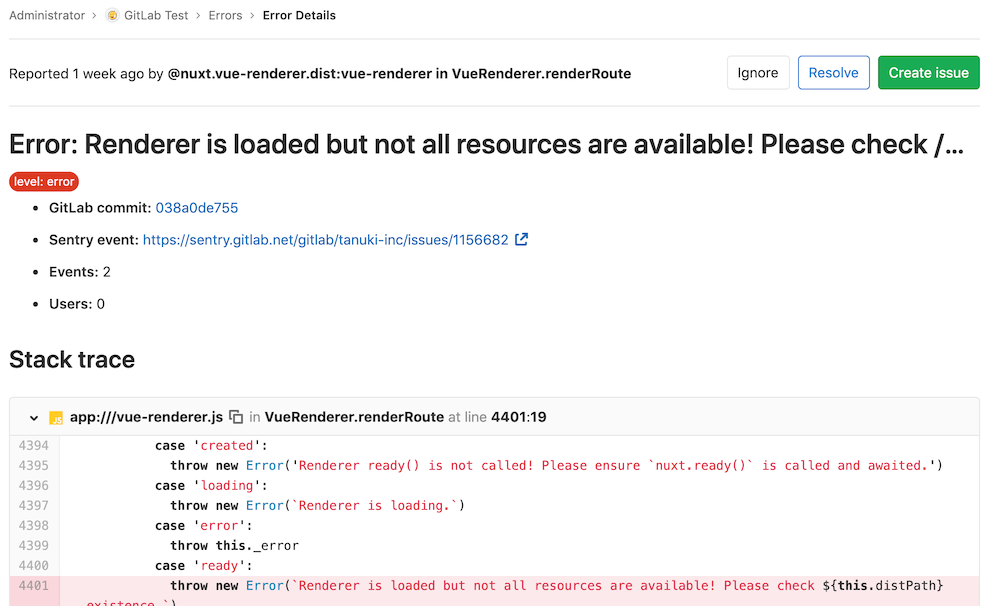 Administrator > GitLab Test > Errors > Error Details
Reported 1 week ago by @nuxt.vue-renderer.dist:vue-renderer in VueRenderer.renderRoute
Ignore
Resolve
Create issue
Error: Renderer is loaded but not all resources are available! Please check /...
level: error
• GitLab commit: 038a0de755
• Sentry event: https://sentry.gitlab.net/gitlab/tanuki-inc/issues/1156682
• Events: 2
• Users: 0
Stack trace
JS app:///vue-renderer.js in VueRenderer.renderRoute at line 4401:19
4394 case 'created':
4395 throw new Error('Renderer ready() is not called! Please ensure `nuxt.ready()` is called and awaited.')
4396 case 'loading':
4397 throw new Error(`Renderer is loading.`)
4398 case 'error':
4399 throw this._error
4400 case 'ready':
4401 throw new Error(`Renderer is loaded but not all resources are available! Please check ${this.distPath}
existence.`)